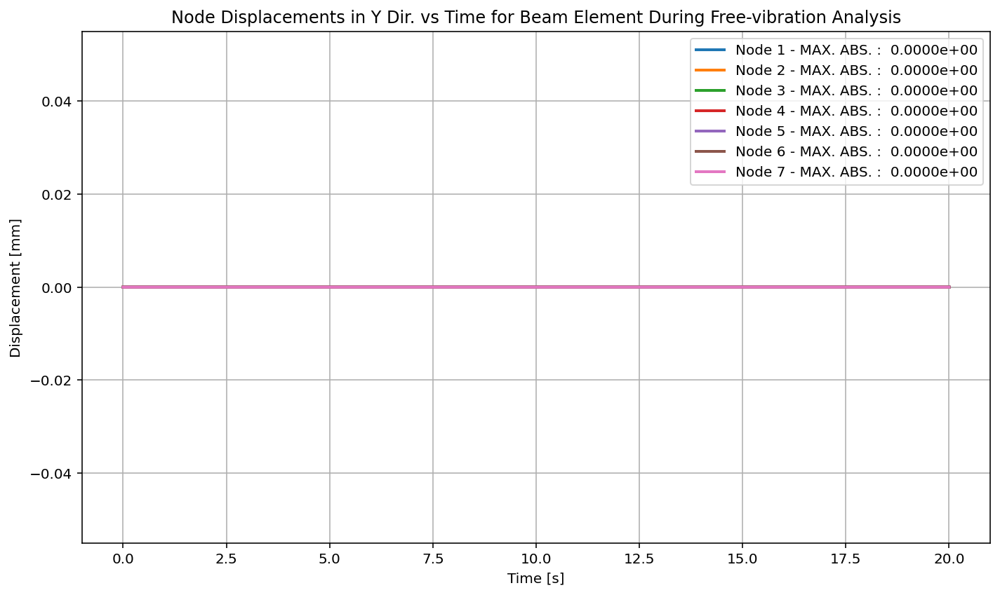 Node Displacements in Y Dir. vs Time for Beam Element During Free-vibration Analysis
Node 1 - MAX. ABS. :  0.0000e+00
Node 2 - MAX. ABS. :  0.0000e+00
Node 3 - MAX. ABS. :  0.0000e+00
Node 4 - MAX. ABS. :  0.0000e+00
Node 5 - MAX. ABS. :  0.0000e+00
Node 6 - MAX. ABS. :  0.0000e+00
Node 7 - MAX. ABS. :  0.0000e+00
Displacement [mm]
0.04
0.02
0.00
−0.02
−0.04
0.0 2.5 5.0 7.5 10.0 12.5 15.0 17.5 20.0
Time [s]